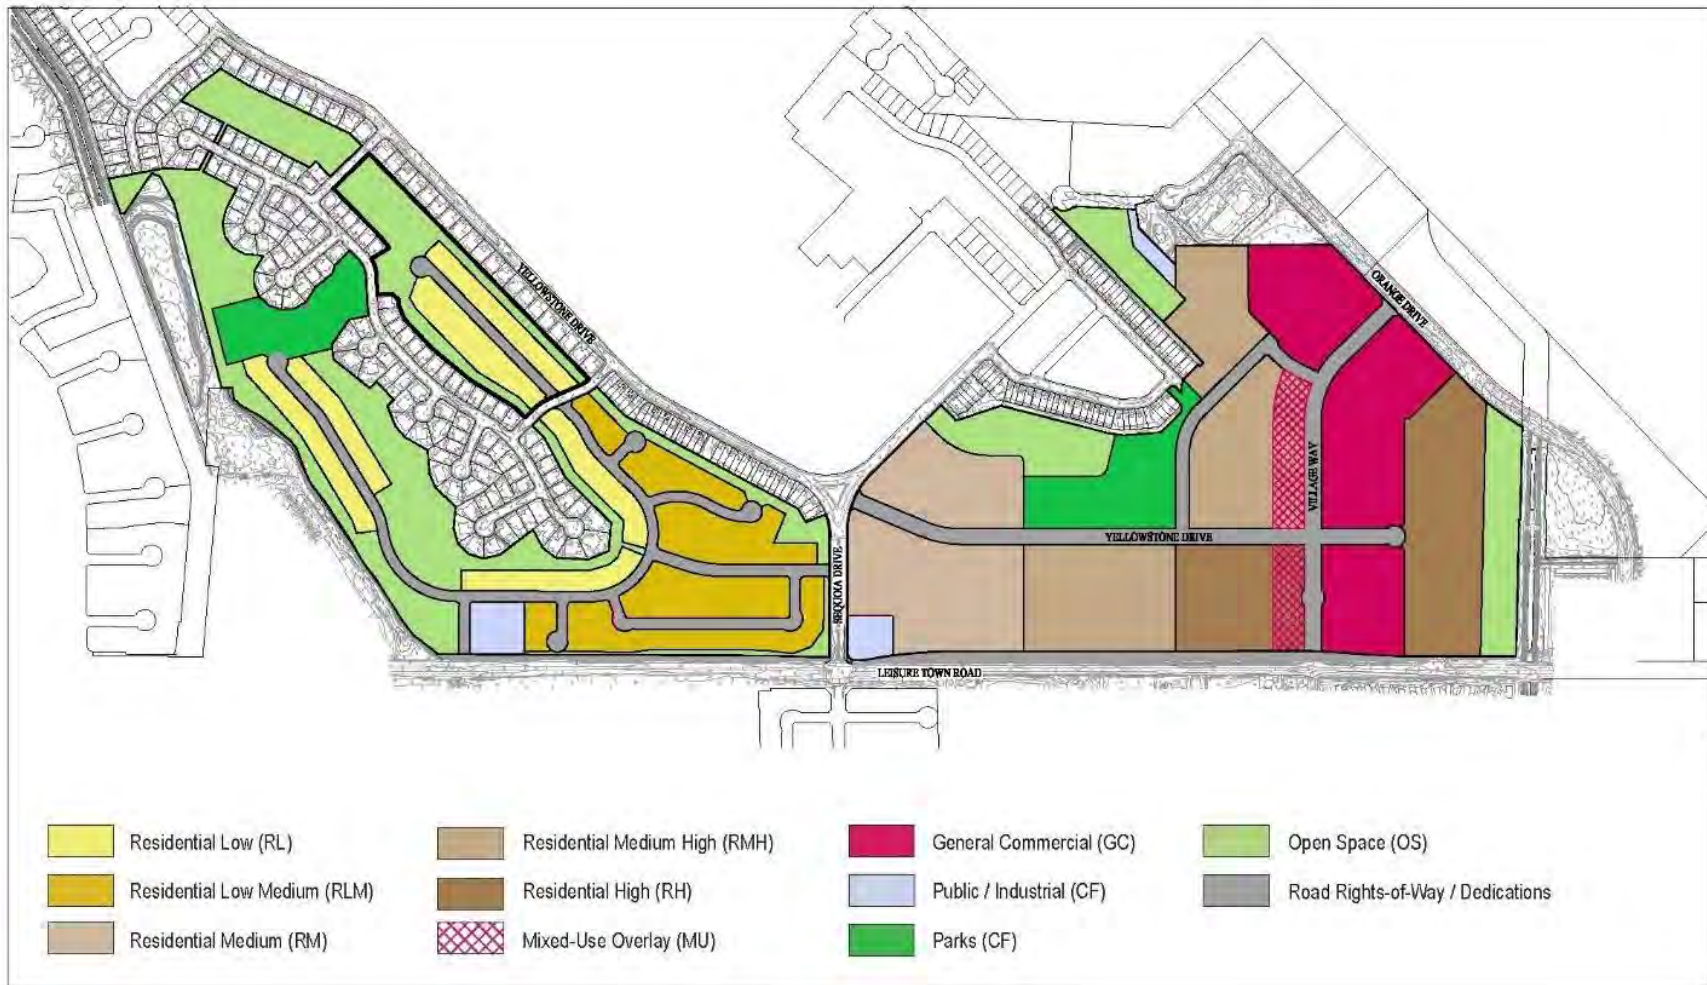 YELLOWSTONE DRIVE
ORANGE DRIVE
VILLAGE WAY
YELLOWSTONE DRIVE
SEQUOIA DRIVE
LEISURE TOWN ROAD
Residential Low (RL)
Residential Medium High (RMH)
General Commercial (GC)
Open Space (OS)
Residential Low Medium (RLM)
Residential High (RH)
Public / Industrial (CF)
Road Rights-of-Way / Dedications
Residential Medium (RM)
Mixed-Use Overlay (MU)
Parks (CF)